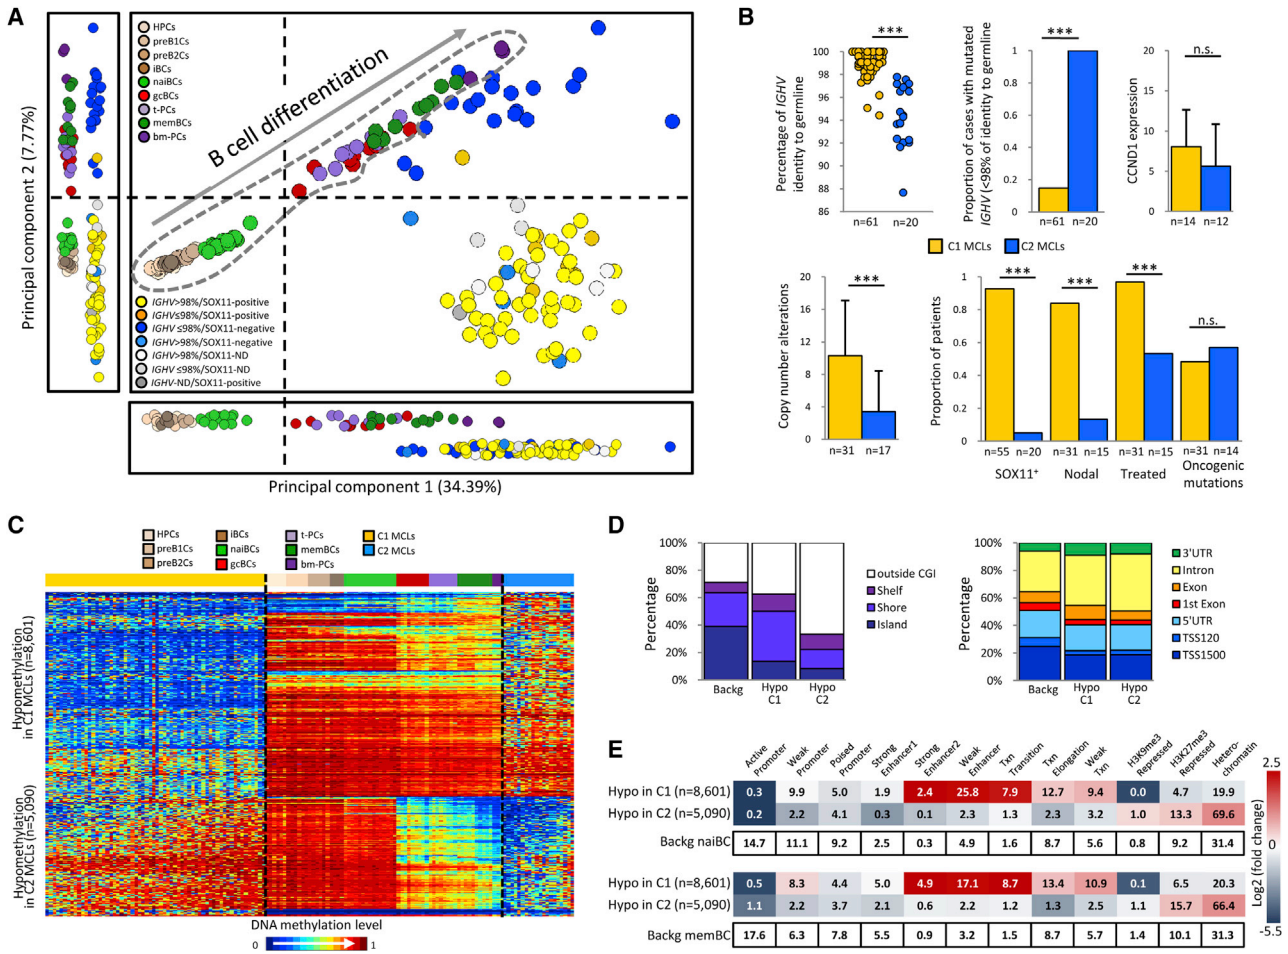 A
Principal component 2 (7.77%)
HPCs
preB1Cs
preB2Cs
iBCs
naiBCs
gcBCs
t-PCs
memBCs
bm-PCs
B cell differentiation
IGHV>98%/SOX11-positive
IGHV≤98%/SOX11-positive
IGHV ≤98%/SOX11-negative
IGHV>98%/SOX11-negative
IGHV>98%/SOX11-ND
IGHV ≤98%/SOX11-ND
IGHV-ND/SOX11-positive
Principal component 1 (34.39%)
B
Percentage of IGHV
identity to germline
100
98
96
94
92
90
88
86
***
n=61 n=20
Proportion of cases with mutated
IGHV (<98% of identity to germline)
1
0.8
0.6
0.4
0.2
0
***
n=61 n=20
CCND1 expression
20
15
10
5
0
n.s.
n=14 n=12
C1 MCLs C2 MCLs
Copy number alterations
20
16
12
8
4
0
***
n=31 n=17
Proportion of patients
1
0.8
0.6
0.4
0.2
0
*** *** *** n.s.
n=55 n=20 n=31 n=15 n=31 n=15 n=31 n=14
SOX11+ Nodal Treated Oncogenic
mutations
C
HPCs iBCs t-PCs C1 MCLs
preB1Cs naiBCs memBCs C2 MCLs
preB2Cs gcBCs bm-PCs
Hypomethylation
in C1 MCLs (n=8,601)
Hypomethylation
in C2 MCLs (n=5,090)
DNA methylation level
0 1
D
Percentage
100%
80%
60%
40%
20%
0%
Backg Hypo Hypo
C1 C2
outside CGI
Shelf
Shore
Island
Percentage
100%
80%
60%
40%
20%
0%
Backg Hypo Hypo
C1 C2
3'UTR
Intron
Exon
1st Exon
5'UTR
TSS120
TSS1500
E
Active Promoter
Weak Promoter
Poised Promoter
Strong Enhancer1
Strong Enhancer2
Weak Enhancer
Txn Transition
Txn Elongation
Weak Txn
H3K9me3 Repressed
H3K27me3 Repressed
Hetero-chromatin
Hypo in C1 (n=8,601) 0.3 9.9 5.0 1.9 2.4 25.8 7.9 12.7 9.4 0.0 4.7 19.9
Hypo in C2 (n=5,090) 0.2 2.2 4.1 0.3 0.1 2.3 1.3 2.3 3.2 1.0 13.3 69.6
Backg naiBC 14.7 11.1 9.2 2.5 0.3 4.9 1.6 8.7 5.6 0.8 9.2 31.4
Hypo in C1 (n=8,601) 0.5 8.3 4.4 5.0 4.9 17.1 8.7 13.4 10.9 0.1 6.5 20.3
Hypo in C2 (n=5,090) 1.1 2.2 3.7 2.1 0.6 2.2 1.2 1.3 2.5 1.1 15.7 66.4
Backg memBC 17.6 6.3 7.8 5.5 0.9 3.2 1.5 8.7 5.7 1.4 10.1 31.3
2.5
0
-5.5
Log2 (fold change)